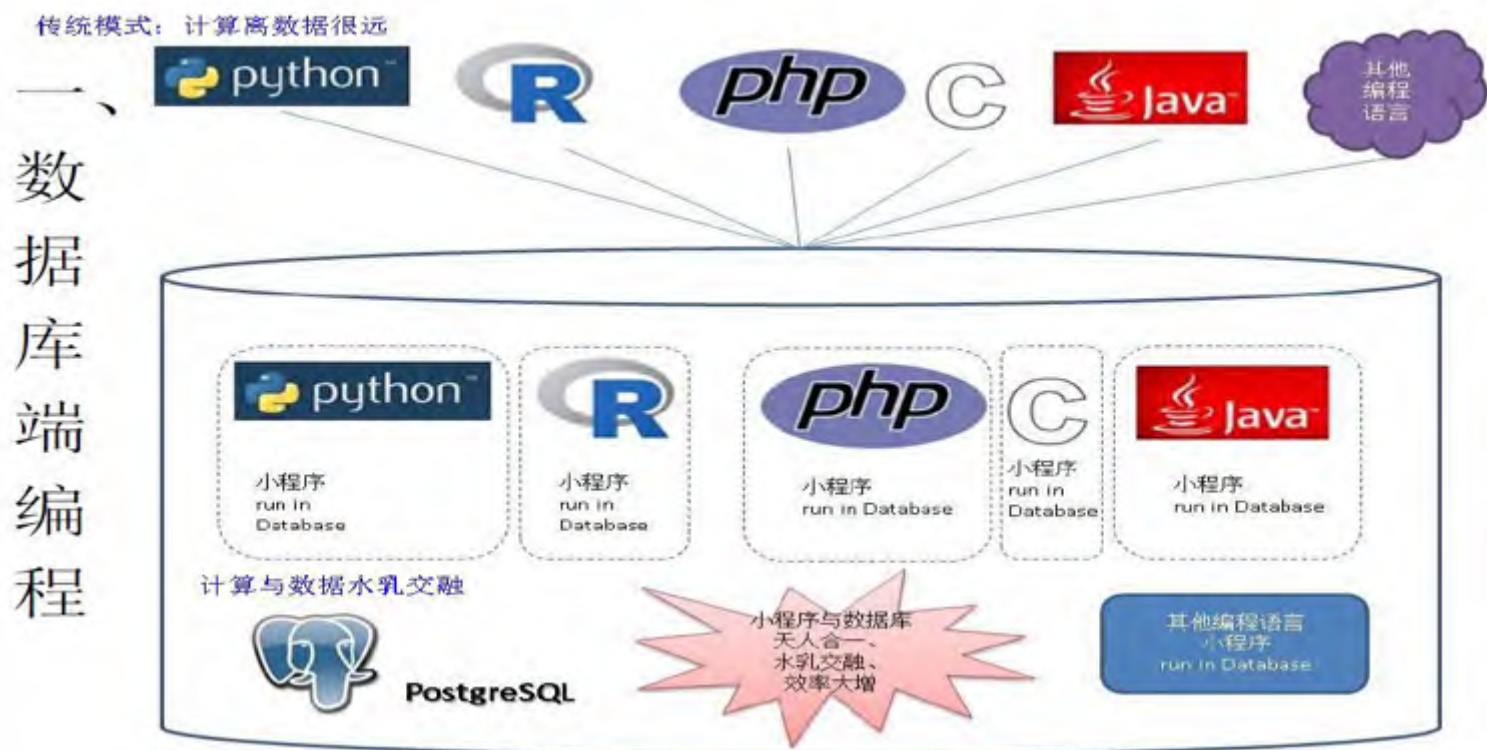 传统模式：计算离数据很远
一、数据库端编程
python™
R
php
C
Java™
其他
编程
语言
python™
小程序
run in
Database
R
小程序
run in
Database
php
小程序
run in Database
C
小程序
run in
Database
Java™
小程序
run in Database
计算与数据水乳交融
PostgreSQL
小程序与数据库
天人合一、
水乳交融、
效率大增
其他编程语言
小程序
run in Database